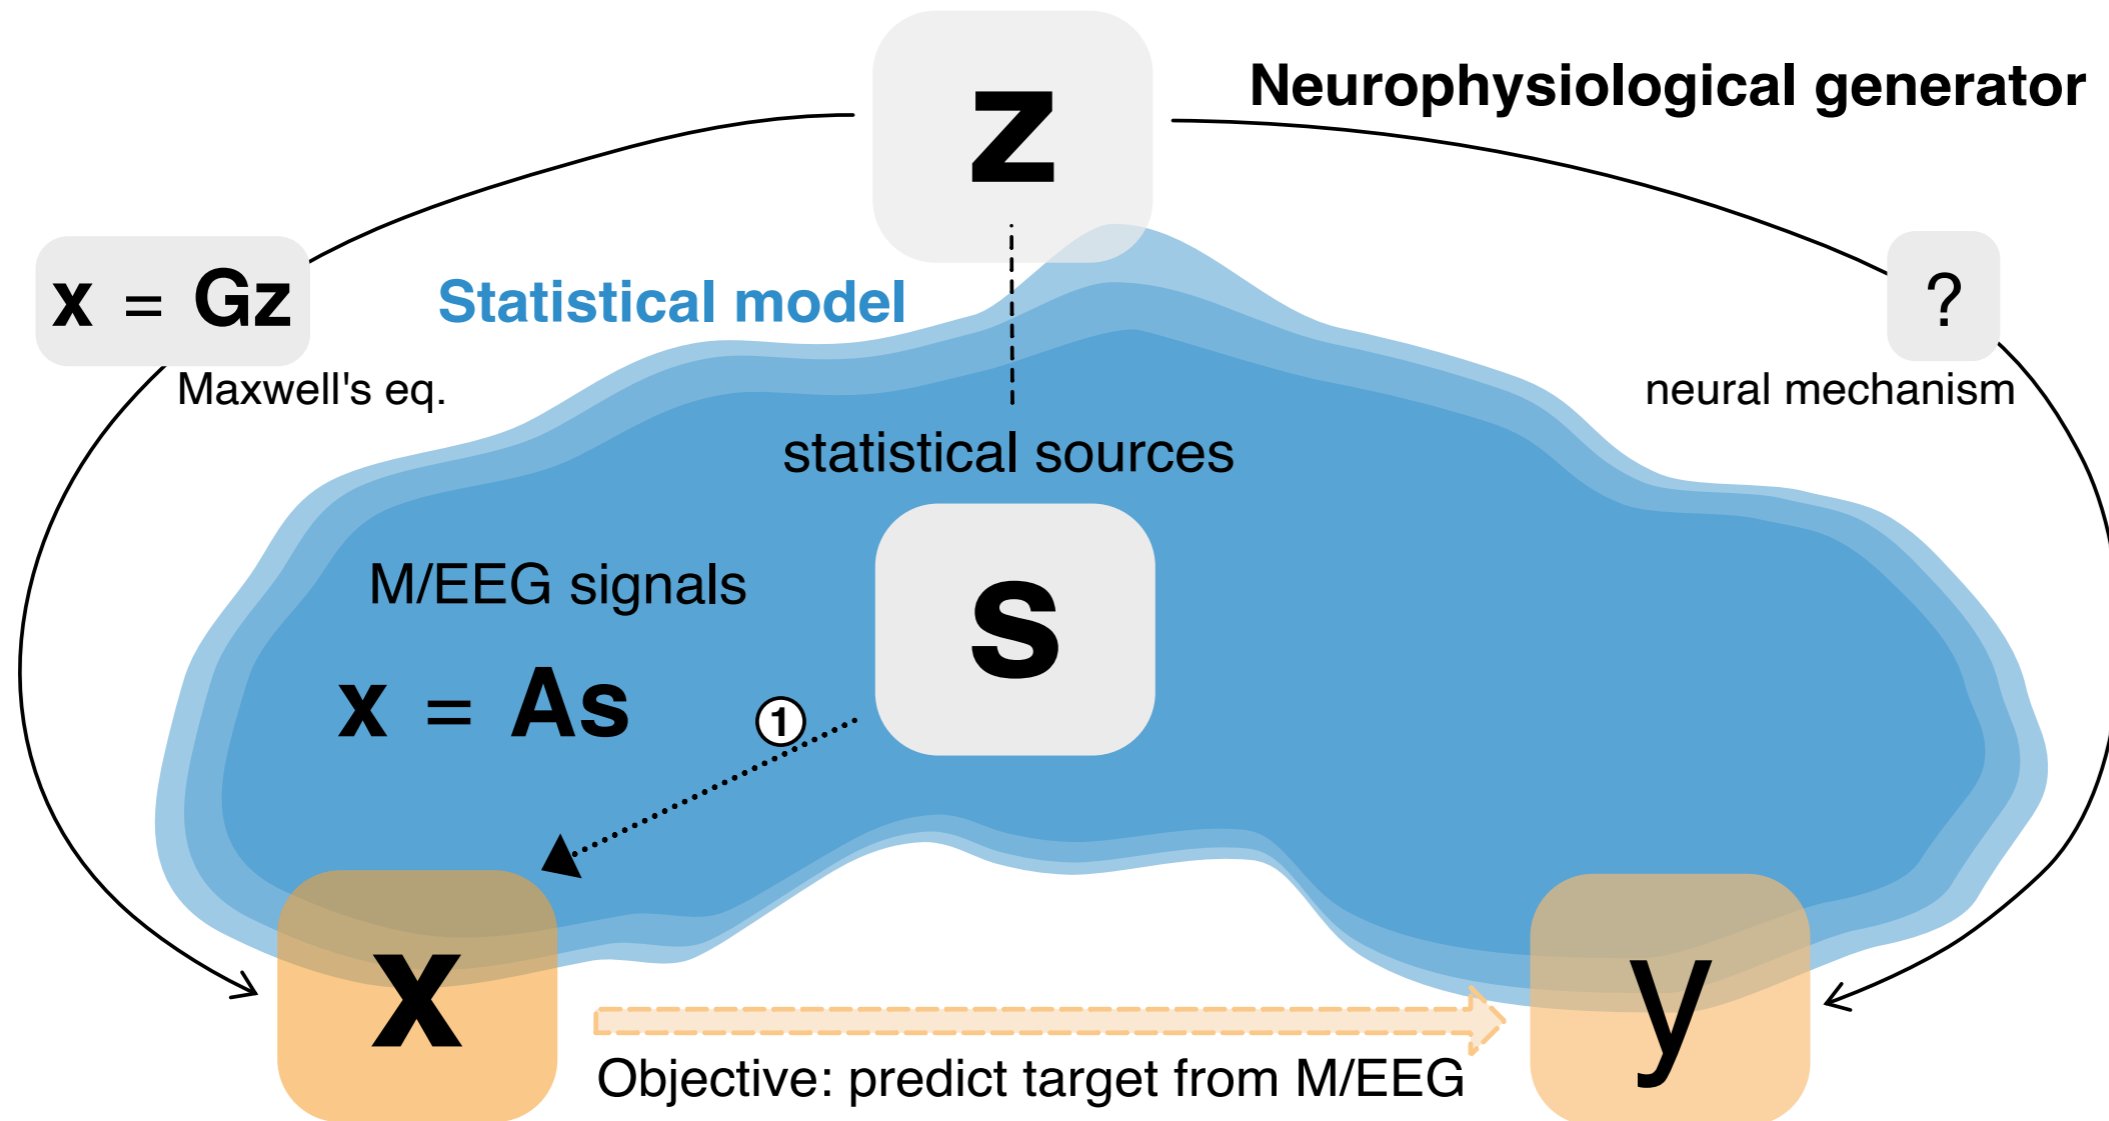 z
Neurophysiological generator
x = Gz
Statistical model
?
Maxwell's eq.
neural mechanism
statistical sources
M/EEG signals
s
x = As
1
x
y
Objective: predict target from M/EEG